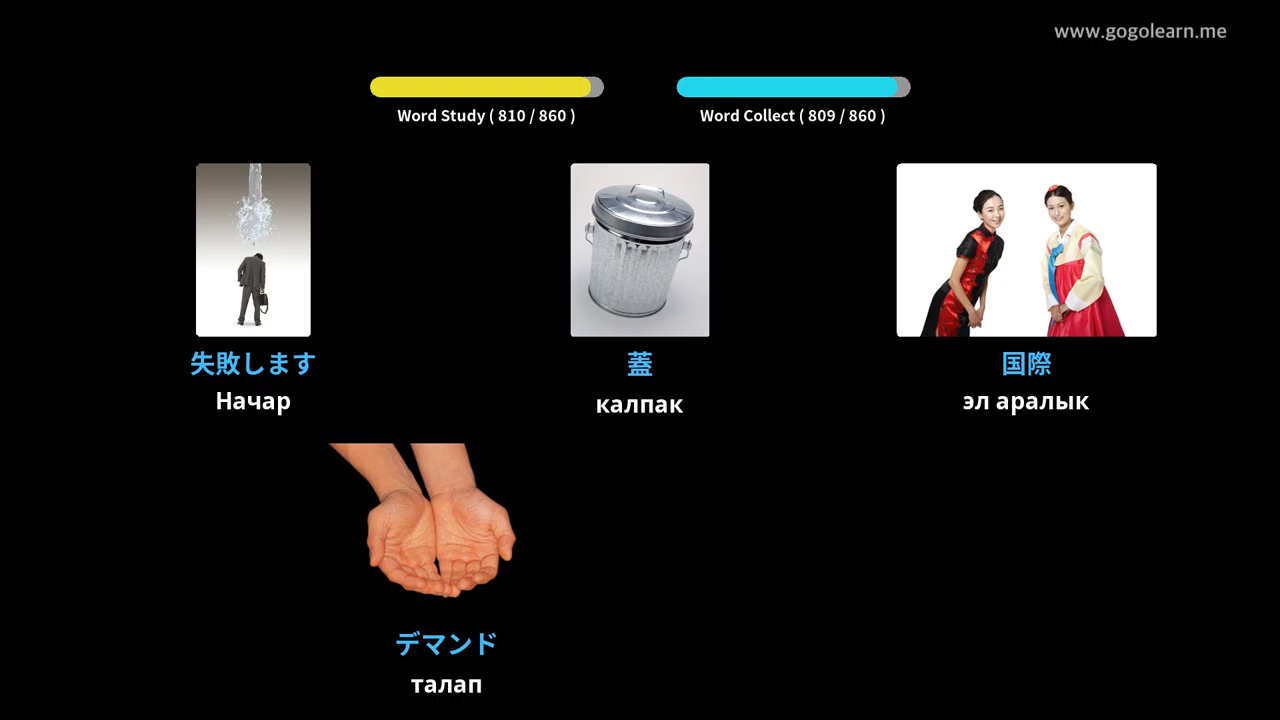 www.gogolearn.me
Word Study ( 810 / 860 )
Word Collect ( 809 / 860 )
失敗します
Начар
蓋
калпак
国際
эл аралык
デマンド
талап